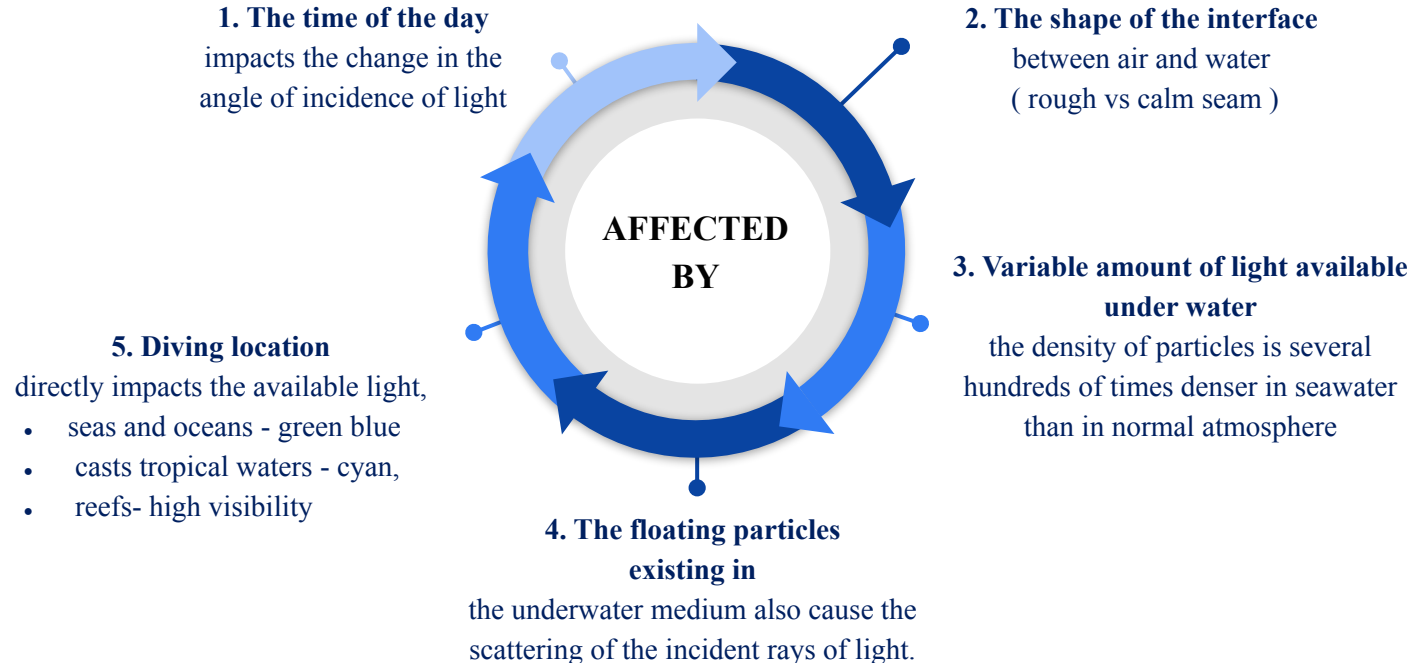 1. The time of the day
impacts the change in the
angle of incidence of light
2. The shape of the interface
between air and water
( rough vs calm seam )
AFFECTED
BY
3. Variable amount of light available
under water
the density of particles is several
hundreds of times denser in seawater
than in normal atmosphere
4. The floating particles
existing in
the underwater medium also cause the
scattering of the incident rays of light.
5. Diving location
directly impacts the available light,
• seas and oceans - green blue
• casts tropical waters - cyan,
• reefs- high visibility